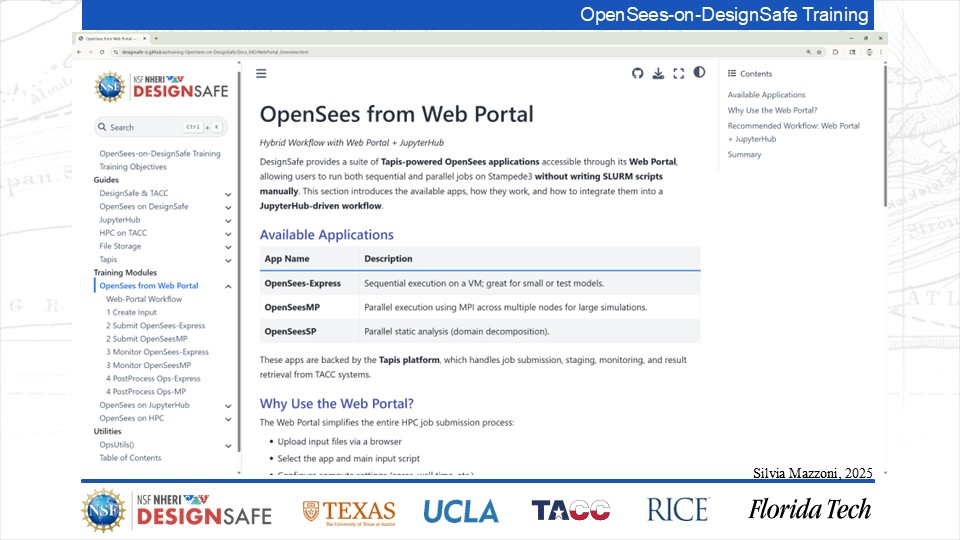 OpenSees-on-DesignSafe Training
OpenSees from Web Portal
designsafe-ci.github.io/training-OpenSees-on-DesignSafe/Docs_MD/WebPortal_Overview.html
NSF
NSF NHERI
DESIGNSAFE
Search
Ctrl + K
OpenSees-on-DesignSafe Training
Training Objectives
Guides
DesignSafe & TACC
OpenSees on DesignSafe
JupyterHub
HPC on TACC
File Storage
Tapis
Training Modules
OpenSees from Web Portal
Web-Portal Workflow
1 Create Input
2 Submit OpenSees-Express
2 Submit OpenSeesMP
3 Monitor OpenSees-Express
3 Monitor OpenSeesMP
4 PostProcess Ops-Express
4 PostProcess Ops-MP
OpenSees on JupyterHub
OpenSees on HPC
Utilities
OpsUtils()
Table of Contents
OpenSees from Web Portal
Hybrid Workflow with Web Portal + JupyterHub
DesignSafe provides a suite of Tapis-powered OpenSees applications accessible through its Web Portal,
allowing users to run both sequential and parallel jobs on Stampede3 without writing SLURM scripts
manually. This section introduces the available apps, how they work, and how to integrate them into a
JupyterHub-driven workflow.
Available Applications
App Name Description
OpenSees-Express Sequential execution on a VM; great for small or test models.
OpenSeesMP Parallel execution using MPI across multiple nodes for large simulations.
OpenSeesSP Parallel static analysis (domain decomposition).
These apps are backed by the Tapis platform, which handles job submission, staging, monitoring, and result
retrieval from TACC systems.
Why Use the Web Portal?
The Web Portal simplifies the entire HPC job submission process:
• Upload input files via a browser
• Select the app and main input script
• Configure compute settings (cores, wall time, etc.)
Contents
Available Applications
Why Use the Web Portal?
Recommended Workflow: Web Portal
+ JupyterHub
Summary
Silvia Mazzoni, 2025
NSF
NSF NHERI
DESIGNSAFE
TEXAS
The University of Texas at Austin
UCLA
TACC
RICE
Florida Tech